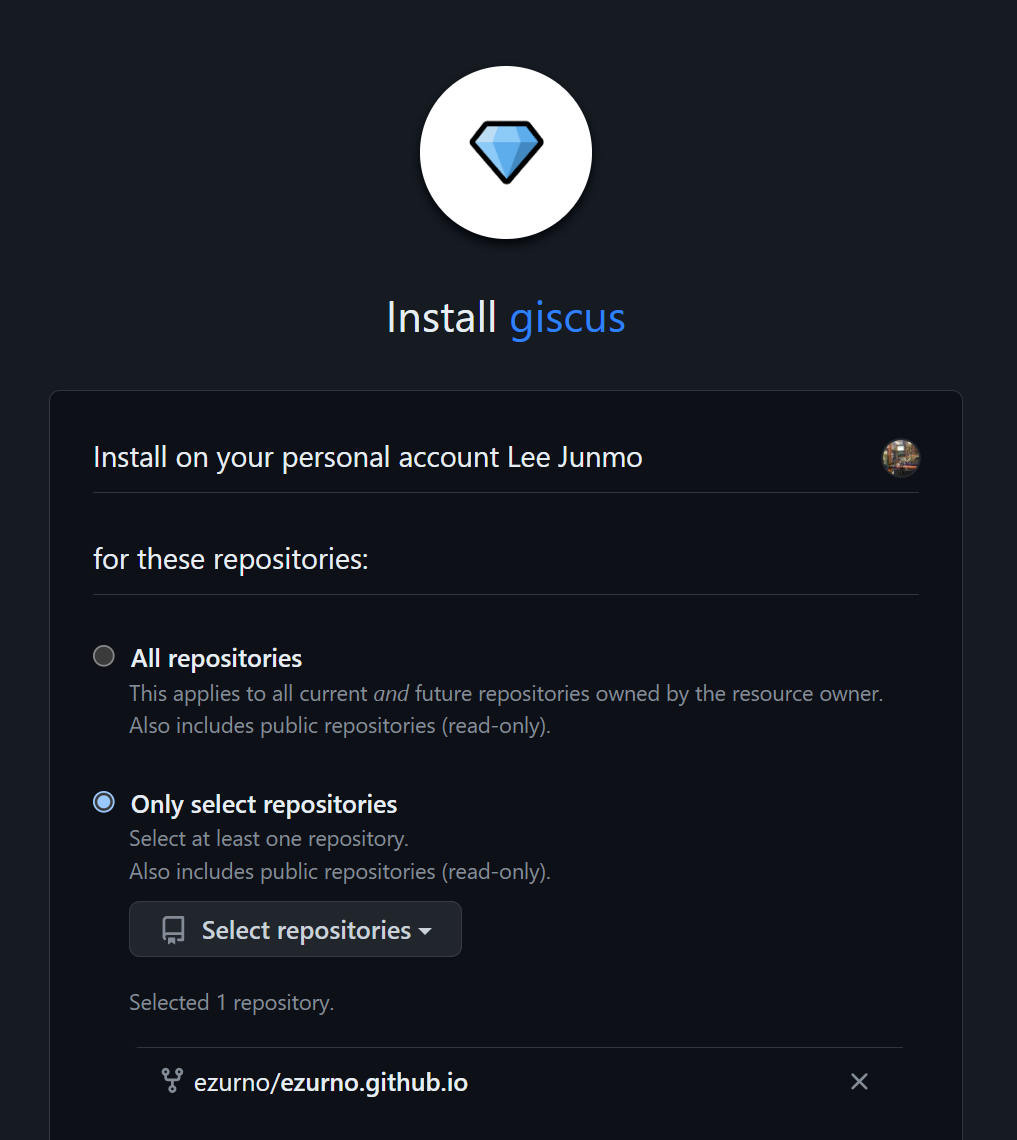 Install giscus
Install on your personal account Lee Junmo
for these repositories:
All repositories
This applies to all current and future repositories owned by the resource owner.
Also includes public repositories (read-only).
Only select repositories
Select at least one repository.
Also includes public repositories (read-only).
Select repositories
Selected 1 repository.
ezurno/ezurno.github.io